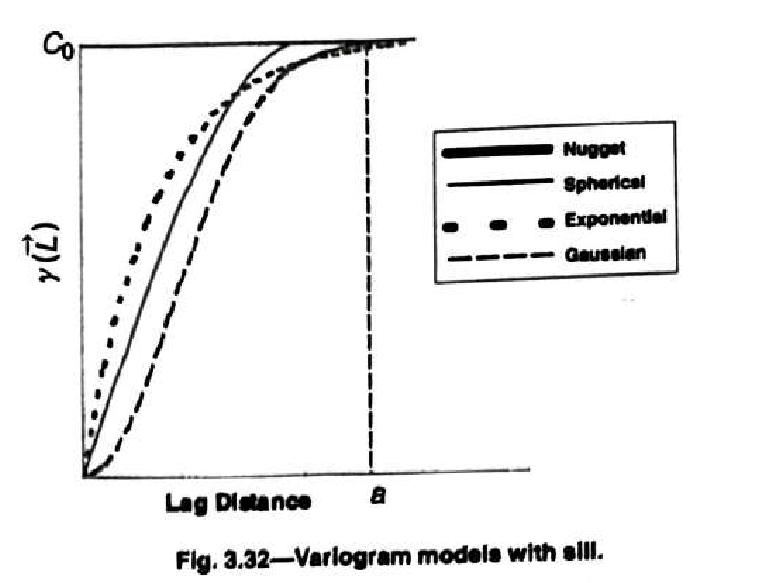 C₀
γ(L⃗)
Nugget
Spherical
Exponential
Gaussian
Lag Distance
a
Fig. 3.32—Variogram models with sill.